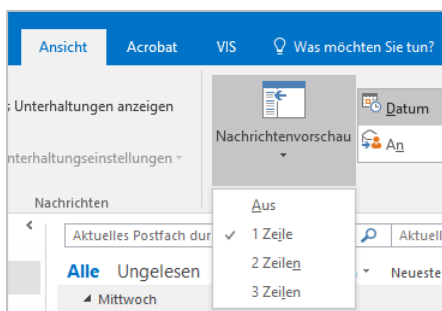 Ansicht Acrobat VIS Was möchten Sie tun?
Unterhaltungen anzeigen
Nachrichtenvorschau
Datum
An
nterhaltungseinstellungen
Nachrichten
Aus
1 Zeile
2 Zeilen
3 Zeilen
Aktuelles Postfach dur
Aktuell
Alle Ungelesen
Neueste
Mittwoch